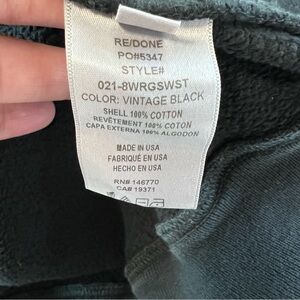 RE/DONE
PO#5347
STYLE#
021-8WRGSWST
COLOR: VINTAGE BLACK
SHELL 100% COTTON
REVÊTEMENT 100% COTON
CAPA EXTERNA 100% ALGODON
MADE IN USA
FABRIQUÉ EN USA
HECHO EN USA
RN# 146770
CA# 19371